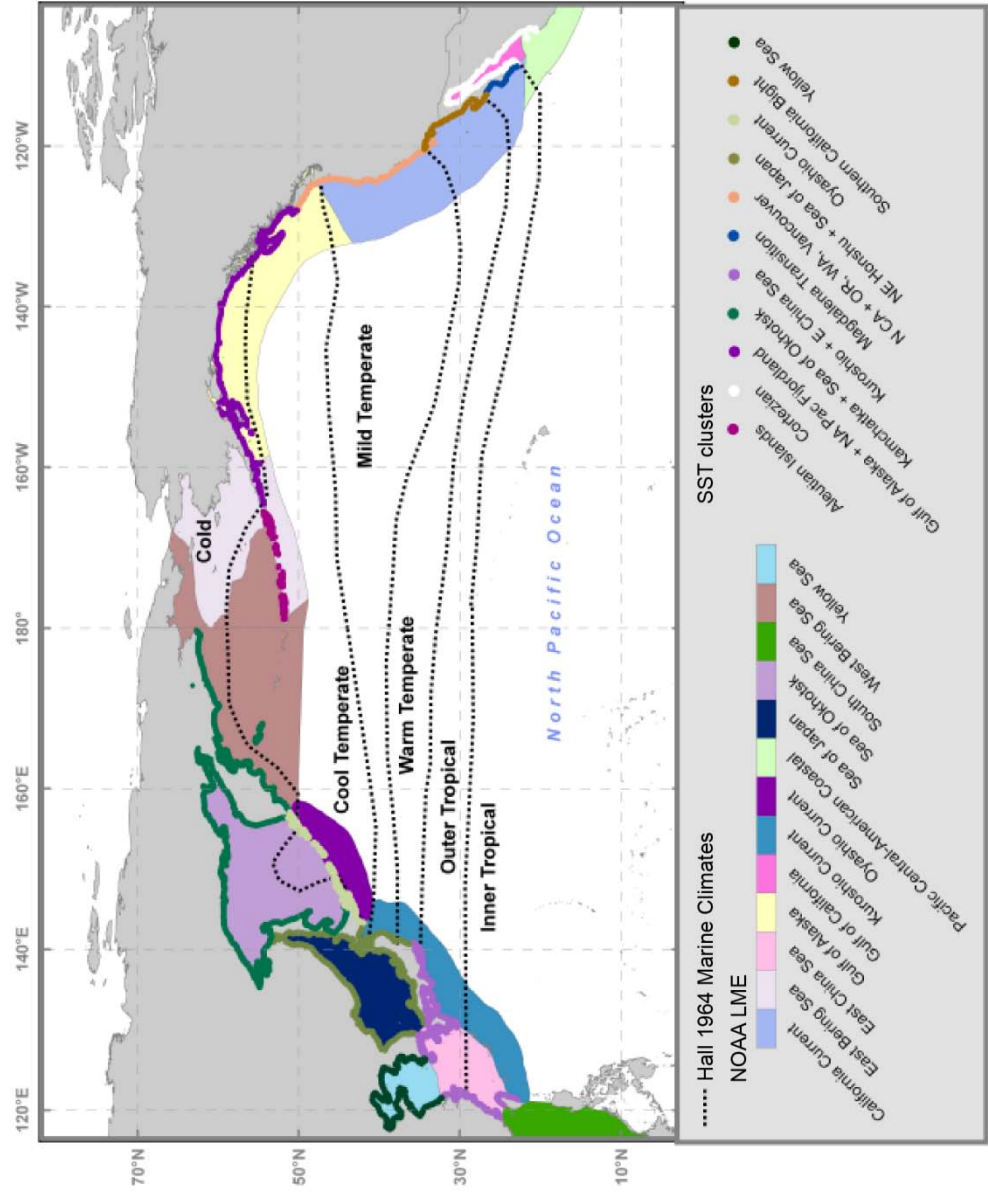 120°E
140°E
160°E
180°
160°W
140°W
120°W
70°N
50°N
30°N
10°N
Cold
Cool Temperate
Mild Temperate
Warm Temperate
Outer Tropical
Inner Tropical
North Pacific Ocean
Hall 1964 Marine Climates
NOAA LME
California Current
East Bering Sea
East China Sea
Gulf of Alaska
Gulf of California
Kuroshio Current
Oyashio Current
Pacific Central-American Coastal
Sea of Japan
Sea of Okhotsk
South China Sea
West Bering Sea
Yellow Sea
SST clusters
Aleutian Islands
Cortezian
Gulf of Alaska + NA Pac Fjordland
Kamchatka + Sea of Okhotsk
Kuroshio + E China Sea
Magdalena Transition
N CA + OR, WA, Vancouver
NE Honshu + Sea of Japan
Oyashio Current
Southern California Bight
Yellow Sea